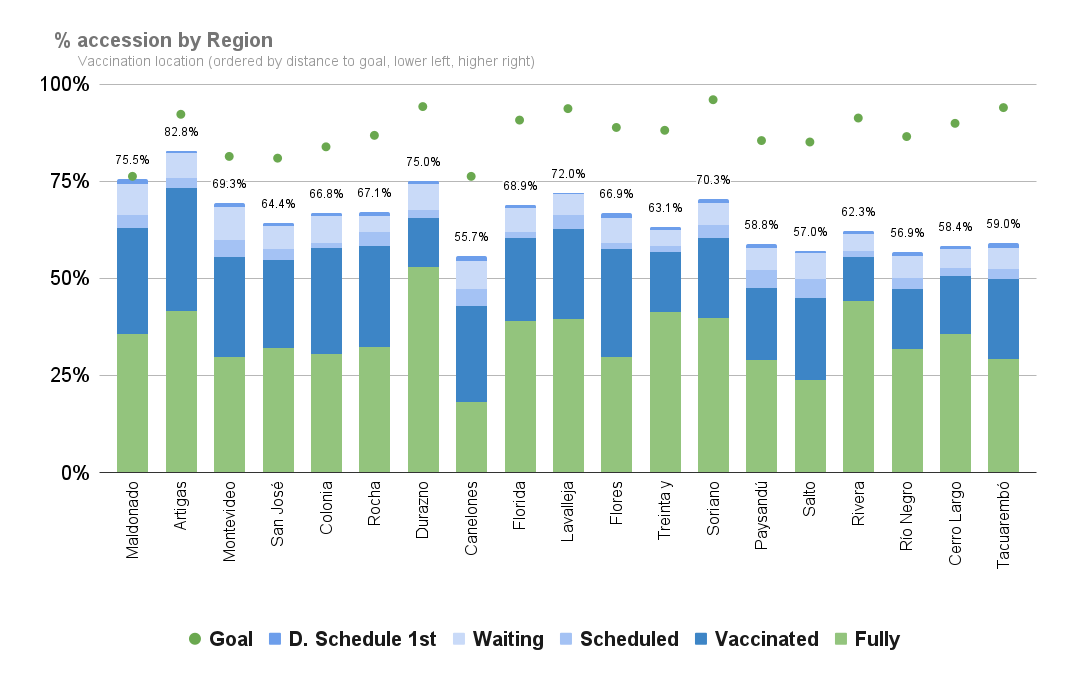 % accession by Region
Vaccination location (ordered by distance to goal, lower left, higher right)
100%
75%
50%
25%
0%
75.5%
82.8%
69.3%
64.4%
66.8%
67.1%
75.0%
55.7%
68.9%
72.0%
66.9%
63.1%
70.3%
58.8%
57.0%
62.3%
56.9%
58.4%
59.0%
Maldonado
Artigas
Montevideo
San José
Colonia
Rocha
Durazno
Canelones
Florida
Lavalleja
Flores
Treinta y
Soriano
Paysandú
Salto
Rivera
Río Negro
Cerro Largo
Tacuarembó
Goal D. Schedule 1st Waiting Scheduled Vaccinated Fully